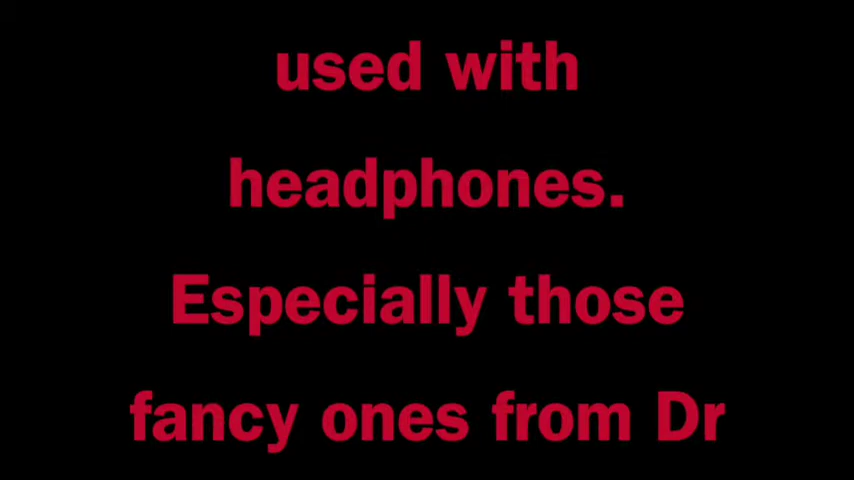 used with
headphones.
Especially those
fancy ones from Dr